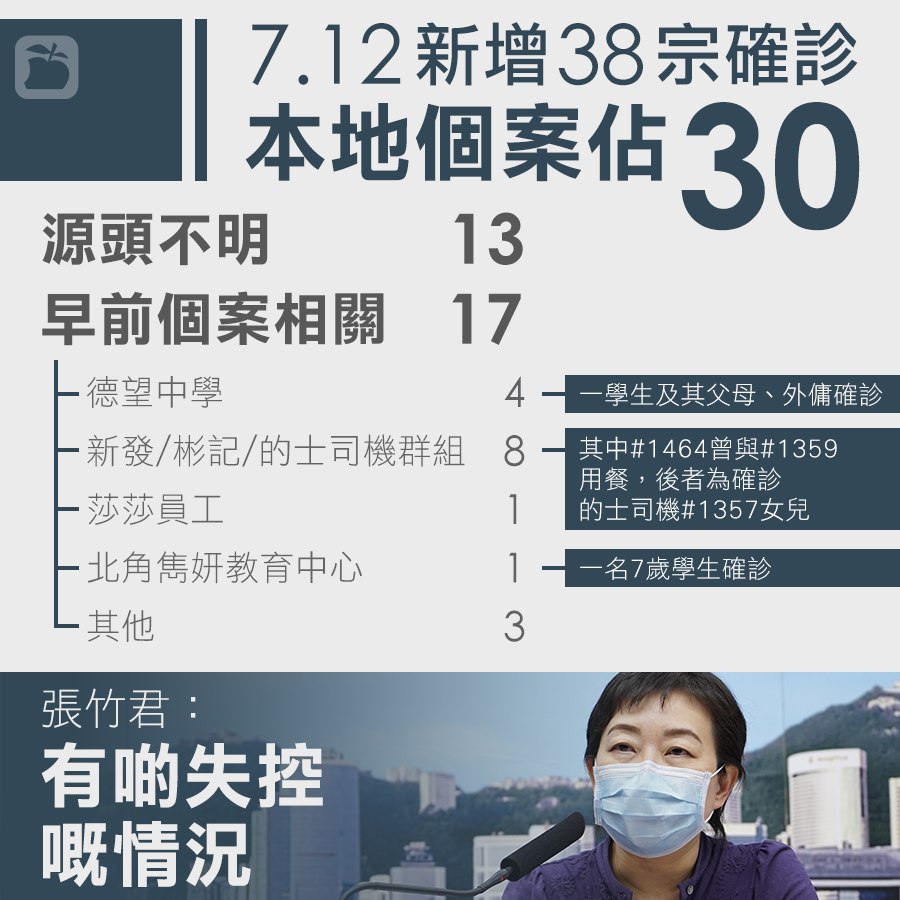 7.12新增38宗確診
本地個案佔30
源頭不明 13
早前個案相關 17
德望中學 4 一學生及其父母、外傭確診
新發/彬記/的士司機群組 8 其中#1464曾與#1359
用餐，後者為確診
的士司機#1357女兒
莎莎員工 1
北角雋妍教育中心 1 一名7歲學生確診
其他 3
張竹君：
有啲失控
嘅情況